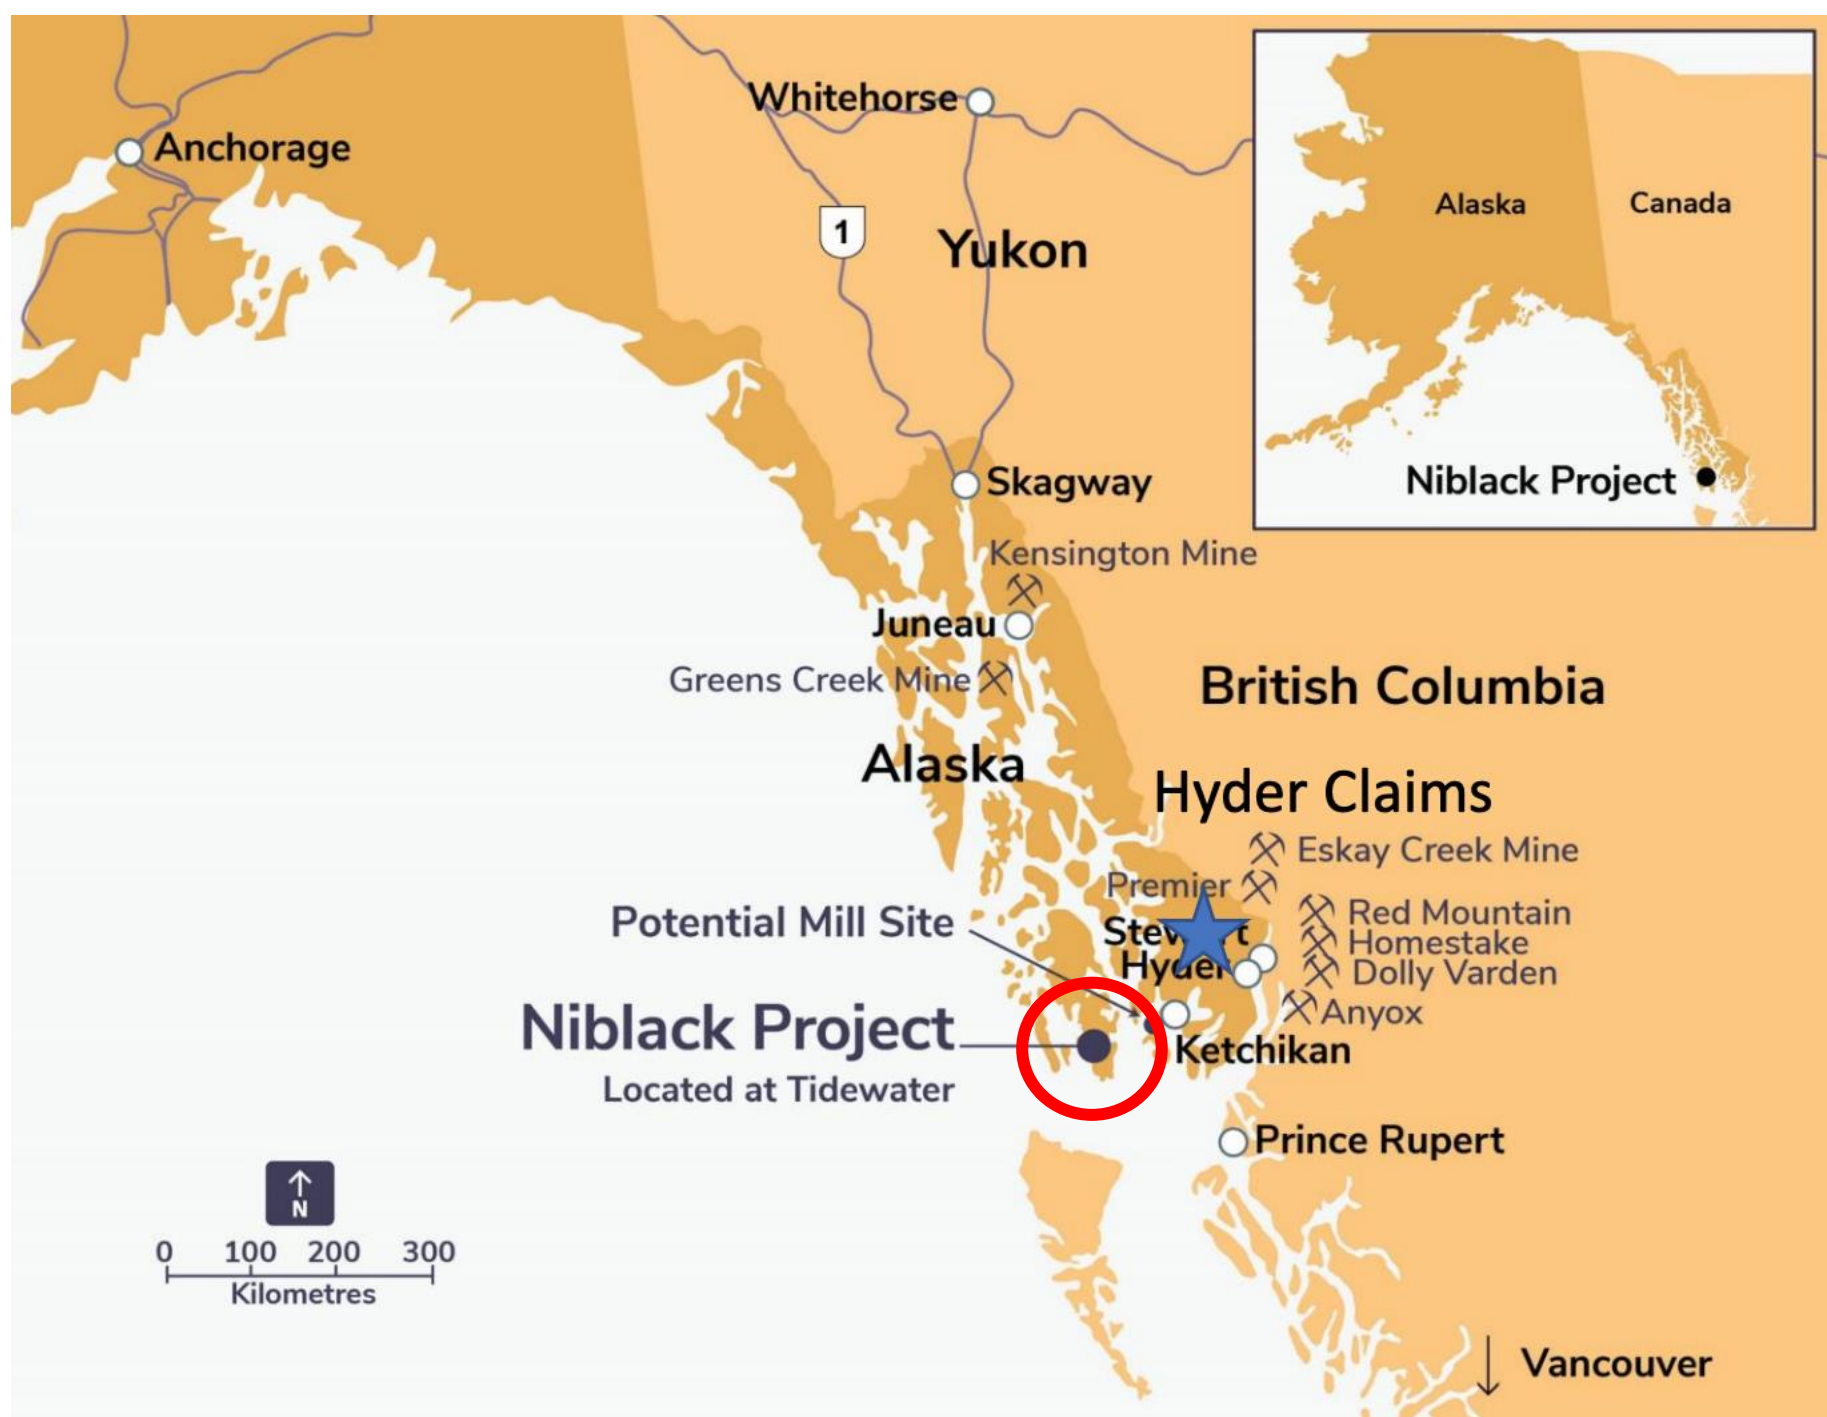 Whitehorse
Anchorage
1
Yukon
Alaska
Canada
Niblack Project
Skagway
Kensington Mine
Juneau
Greens Creek Mine
British Columbia
Alaska
Hyder Claims
Eskay Creek Mine
Premier
Potential Mill Site
Red Mountain
Stewart
Homestake
Hyder
Dolly Varden
Niblack Project
Anyox
Ketchikan
Located at Tidewater
Prince Rupert
N
0 100 200 300
Kilometres
Vancouver